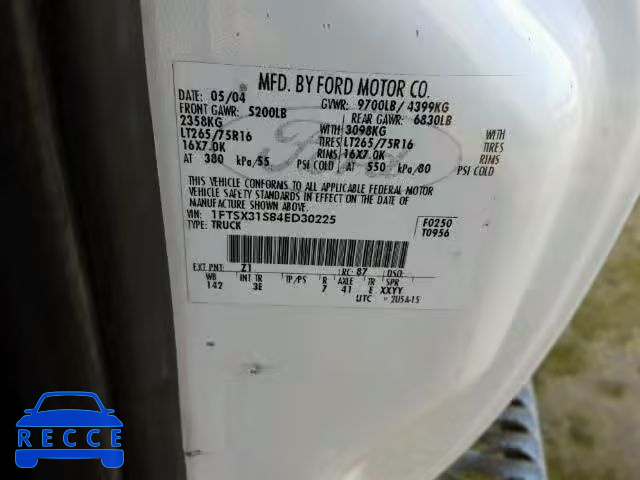 MFD. BY FORD MOTOR CO.
DATE: 05/04 GVWR: 9700LB/ 4399KG
FRONT GAWR: 5200LB REAR GAWR: 6830LB
2358KG WITH 3098KG WITH
LT265/75R16 TIRES LT265/75R16 TIRES
16X7.0K RIMS 16X7.0K RIMS
AT 380 kPa/55 PSI COLD AT 550 kPa/80 PSI COLD
THIS VEHICLE CONFORMS TO ALL APPLICABLE FEDERAL MOTOR
VEHICLE SAFETY STANDARDS IN EFFECT ON THE DATE OF
MANUFACTURE SHOWN ABOVE.
VIN: 1FTSX31S84ED30225 F0250
TYPE: TRUCK T0956
EXT PNT: Z1 RC: 87 DSO:
WB INT TR TP/PS R AXLE TR SPR
142 3E 7 41 E XXYY
UTC
Ford
RECCE